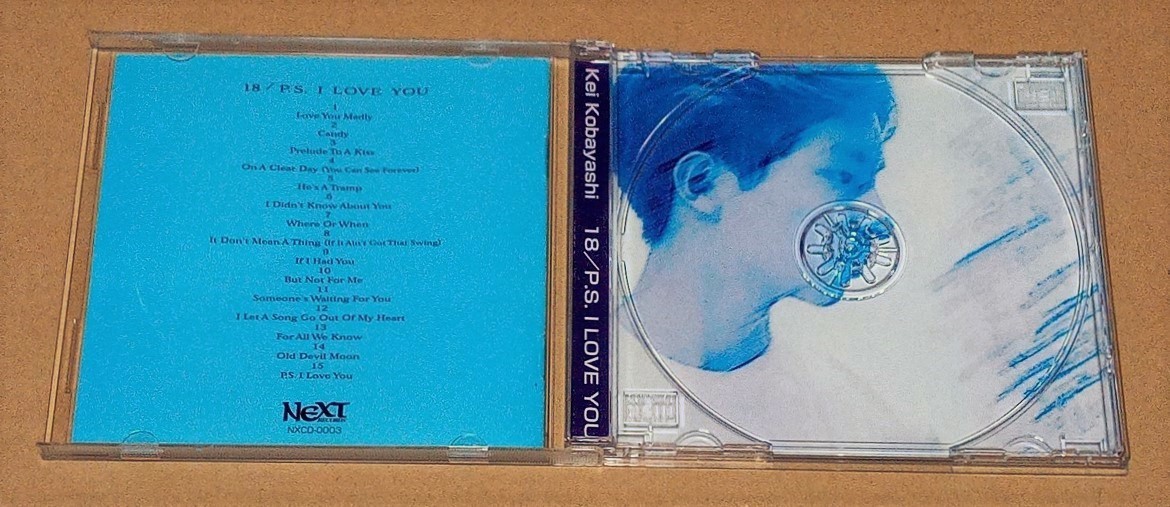 18 / P.S. I LOVE YOU
1
Love You Madly
2
Candy
3
Prelude To A Kiss
4
On A Clear Day (You Can See Forever)
5
He's A Tramp
6
I Didn't Know About You
7
Where Or When
8
It Don't Mean A Thing (If It Ain't Got That Swing)
9
If I Had You
10
But Not For Me
11
Someone's Waiting For You
12
I Let A Song Go Out Of My Heart
13
For All We Know
14
Old Devil Moon
15
P.S. I Love You
NeXT
RECORDS
NXCD-0003
Kei Kobayashi 18/P.S. I LOVE YOU